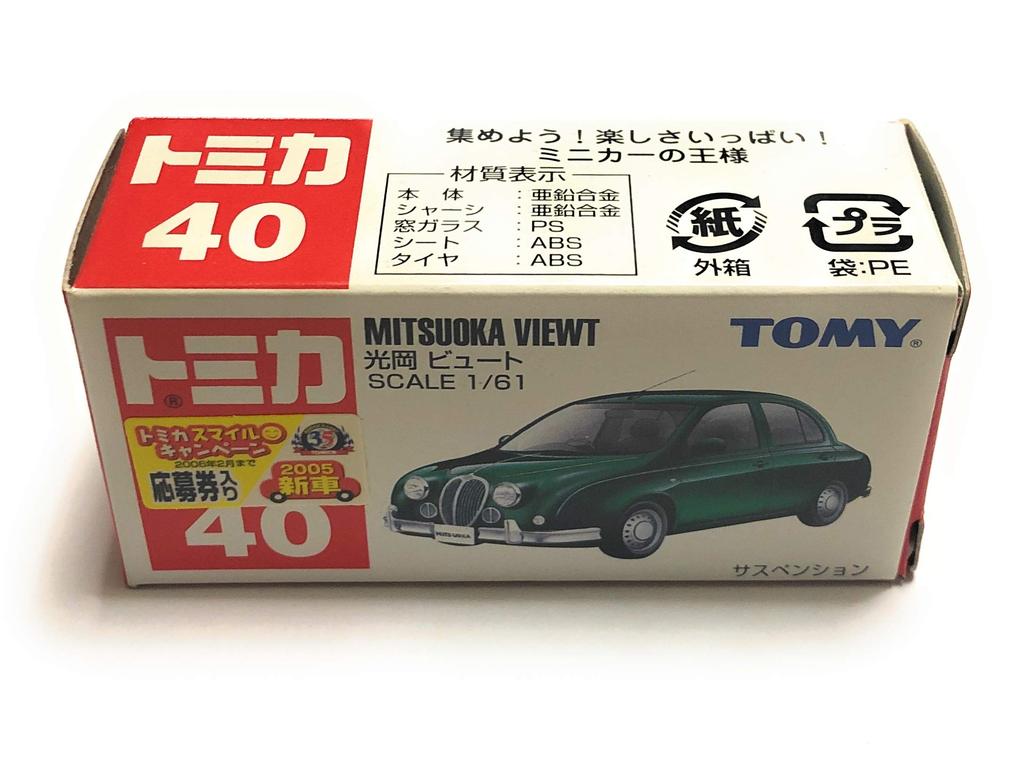 トミカ
40
集めよう!楽しさいっぱい!
ミニカーの王様
材質表示
本 体 : 亜鉛合金
シャーシ : 亜鉛合金
窓ガラス : PS
シート : ABS
タイヤ : ABS
紙
外箱
プラ
袋:PE
トミカ®
MITSUOKA VIEWT
光岡 ビュート
SCALE 1/61
TOMY®
トミカスマイル
キャンペーン
2006年2月まで
応募券入り
35
2005
新車
40
MITSUOKA
サスペンション